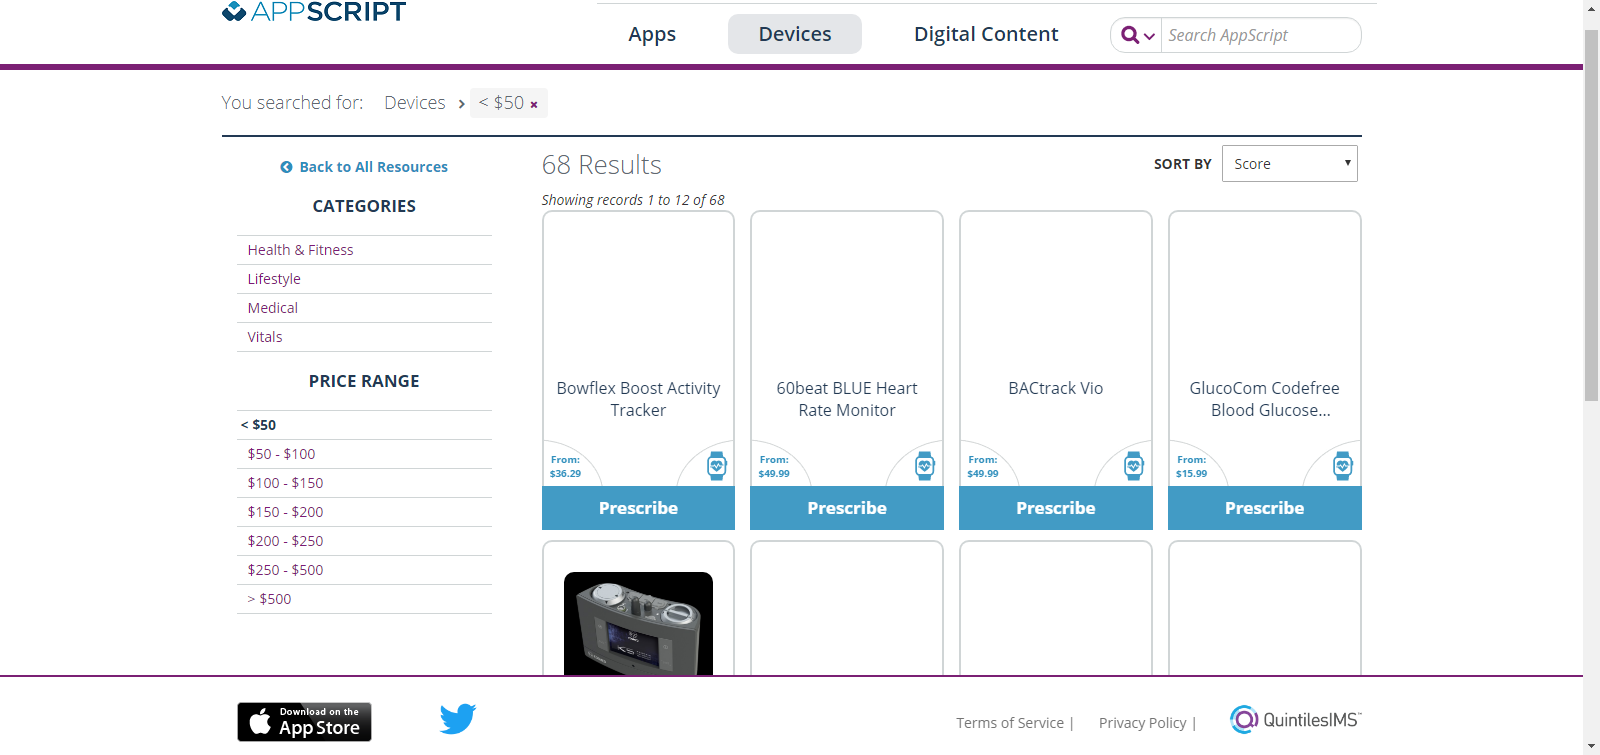 APPSCRIPT
Apps
Devices
Digital Content
Search AppScript
You searched for:
Devices
< $50
Back to All Resources
CATEGORIES
Health & Fitness
Lifestyle
Medical
Vitals
PRICE RANGE
< $50
$50 - $100
$100 - $150
$150 - $200
$200 - $250
$250 - $500
> $500
68 Results
SORT BY
Score
Showing records 1 to 12 of 68
Bowflex Boost Activity
Tracker
From:
$36.29
Prescribe
60beat BLUE Heart
Rate Monitor
From:
$49.99
Prescribe
BACtrack Vio
From:
$49.99
Prescribe
GlucoCom Codefree
Blood Glucose...
From:
$15.99
Prescribe
Download on the
App Store
Terms of Service |
Privacy Policy |
QuintilesIMS™